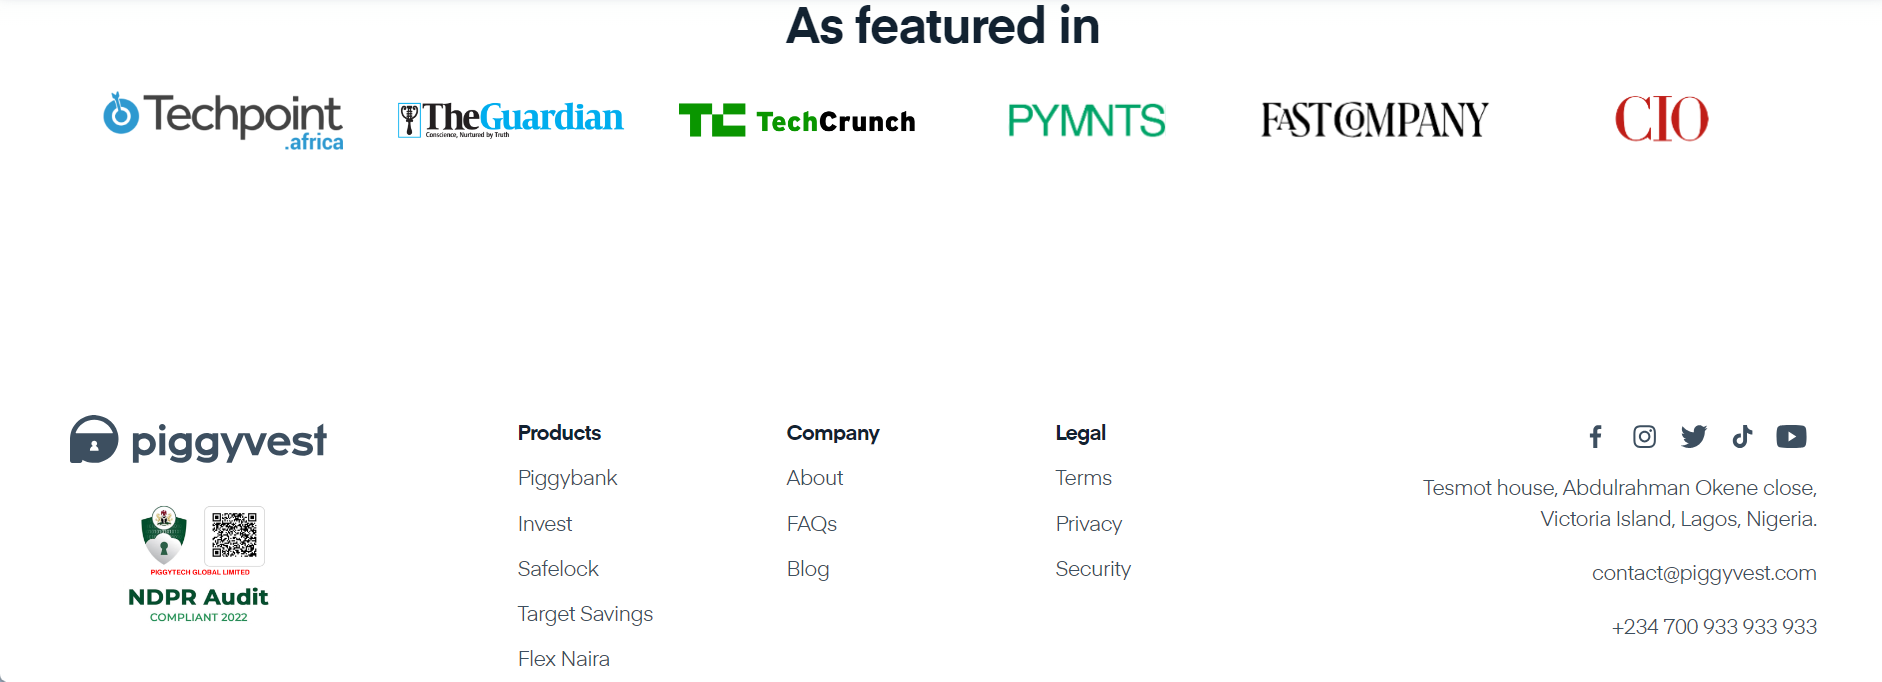 As featured in
Techpoint
.africa
TheGuardian
Conscience, Nurtured by Truth
TC TechCrunch
PYMNTS
FAST COMPANY
CIO
piggyvest
PIGGYTECH GLOBAL LIMITED
NDPR Audit
COMPLIANT 2022
Products
Piggybank
Invest
Safelock
Target Savings
Flex Naira
Company
About
FAQs
Blog
Legal
Terms
Privacy
Security
Tesmot house, Abdulrahman Okene close,
Victoria Island, Lagos, Nigeria.
contact@piggyvest.com
+234 700 933 933 933